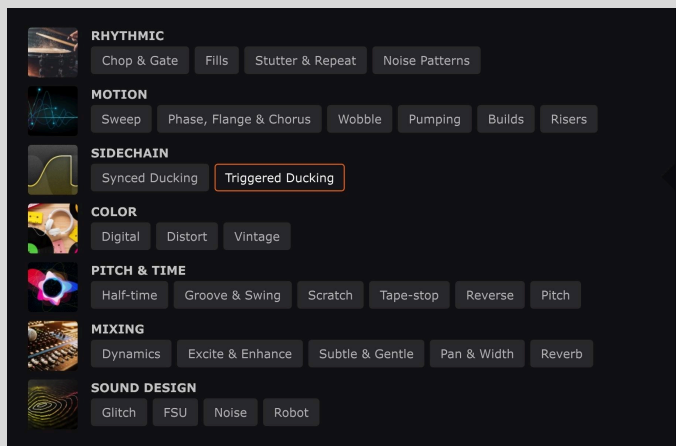 RHYTHMIC
Chop & Gate Fills Stutter & Repeat Noise Patterns
MOTION
Sweep Phase, Flange & Chorus Wobble Pumping Builds Risers
SIDECHAIN
Synced Ducking Triggered Ducking
COLOR
Digital Distort Vintage
PITCH & TIME
Half-time Groove & Swing Scratch Tape-stop Reverse Pitch
MIXING
Dynamics Excite & Enhance Subtle & Gentle Pan & Width Reverb
SOUND DESIGN
Glitch FSU Noise Robot